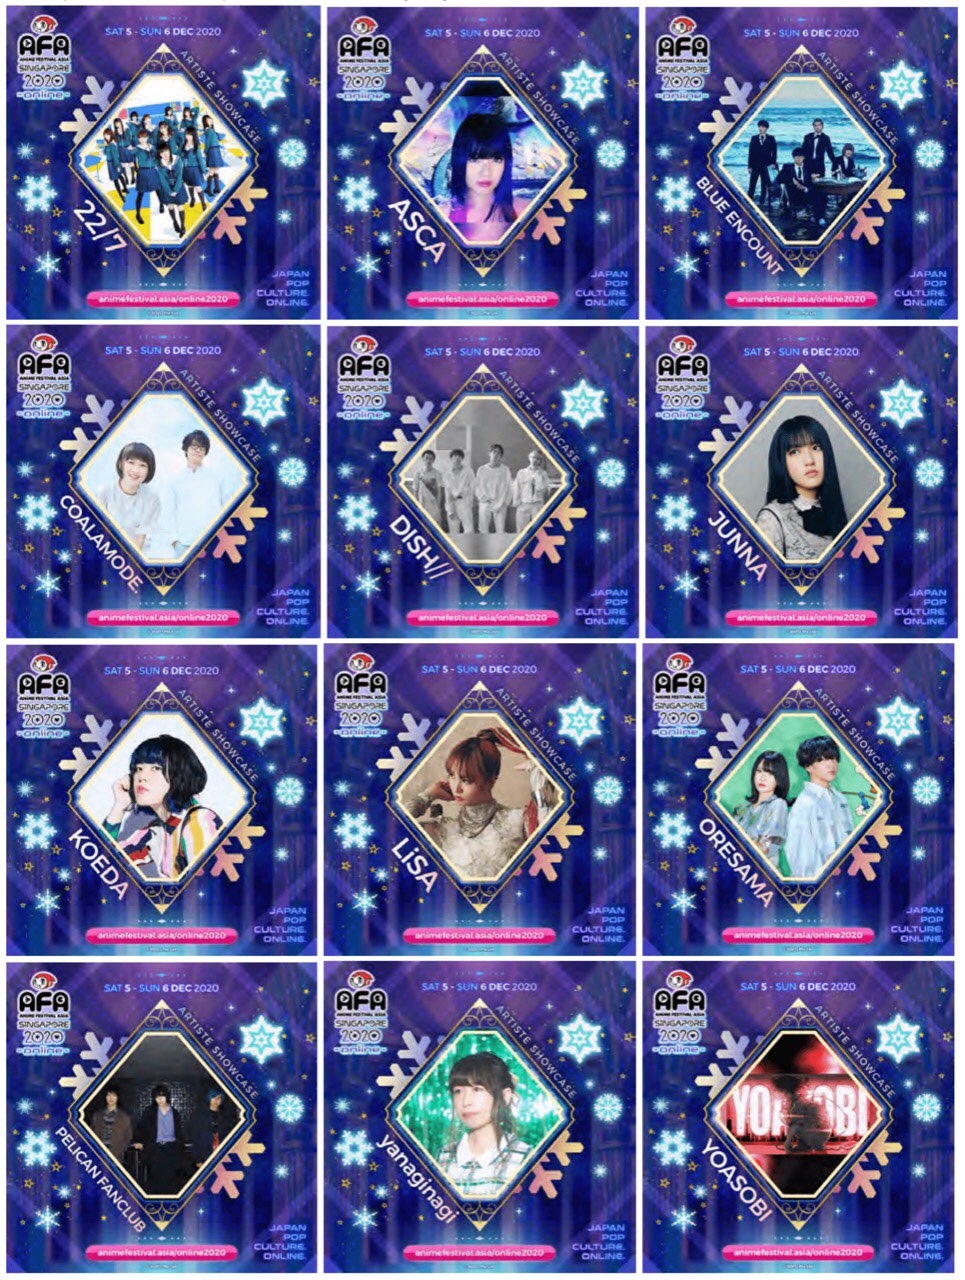 AFA
ANIME FESTIVAL ASIA
SINGAPORE
2020
-online-
SAT 5 - SUN 6 DEC 2020
ARTISTE SHOWCASE
22/7
JAPAN
POP
CULTURE.
ONLINE.
animefestival.asia/online2020
AFA
ANIME FESTIVAL ASIA
SINGAPORE
2020
-online-
SAT 5 - SUN 6 DEC 2020
ARTISTE SHOWCASE
ASCA
JAPAN
POP
CULTURE.
ONLINE.
animefestival.asia/online2020
AFA
ANIME FESTIVAL ASIA
SINGAPORE
2020
-online-
SAT 5 - SUN 6 DEC 2020
ARTISTE SHOWCASE
BLUE ENCOUNT
JAPAN
POP
CULTURE.
ONLINE.
animefestival.asia/online2020
AFA
ANIME FESTIVAL ASIA
SINGAPORE
2020
-online-
SAT 5 - SUN 6 DEC 2020
ARTISTE SHOWCASE
COALAMODE.
JAPAN
POP
CULTURE.
ONLINE.
animefestival.asia/online2020
AFA
ANIME FESTIVAL ASIA
SINGAPORE
2020
-online-
SAT 5 - SUN 6 DEC 2020
ARTISTE SHOWCASE
DISH//
JAPAN
POP
CULTURE.
ONLINE.
animefestival.asia/online2020
AFA
ANIME FESTIVAL ASIA
SINGAPORE
2020
-online-
SAT 5 - SUN 6 DEC 2020
ARTISTE SHOWCASE
JUNNA
JAPAN
POP
CULTURE.
ONLINE.
animefestival.asia/online2020
AFA
ANIME FESTIVAL ASIA
SINGAPORE
2020
-online-
SAT 5 - SUN 6 DEC 2020
ARTISTE SHOWCASE
KOEDA
JAPAN
POP
CULTURE.
ONLINE.
animefestival.asia/online2020
AFA
ANIME FESTIVAL ASIA
SINGAPORE
2020
-online-
SAT 5 - SUN 6 DEC 2020
ARTISTE SHOWCASE
LiSA
JAPAN
POP
CULTURE.
ONLINE.
animefestival.asia/online2020
AFA
ANIME FESTIVAL ASIA
SINGAPORE
2020
-online-
SAT 5 - SUN 6 DEC 2020
ARTISTE SHOWCASE
ORESAMA
JAPAN
POP
CULTURE.
ONLINE.
animefestival.asia/online2020
AFA
ANIME FESTIVAL ASIA
SINGAPORE
2020
-online-
SAT 5 - SUN 6 DEC 2020
ARTISTE SHOWCASE
PELICAN FANCLUB
JAPAN
POP
CULTURE.
ONLINE.
animefestival.asia/online2020
AFA
ANIME FESTIVAL ASIA
SINGAPORE
2020
-online-
SAT 5 - SUN 6 DEC 2020
ARTISTE SHOWCASE
yanaginagi
JAPAN
POP
CULTURE.
ONLINE.
animefestival.asia/online2020
AFA
ANIME FESTIVAL ASIA
SINGAPORE
2020
-online-
SAT 5 - SUN 6 DEC 2020
ARTISTE SHOWCASE
YOASOBI
YOASOBI
JAPAN
POP
CULTURE.
ONLINE.
animefestival.asia/online2020